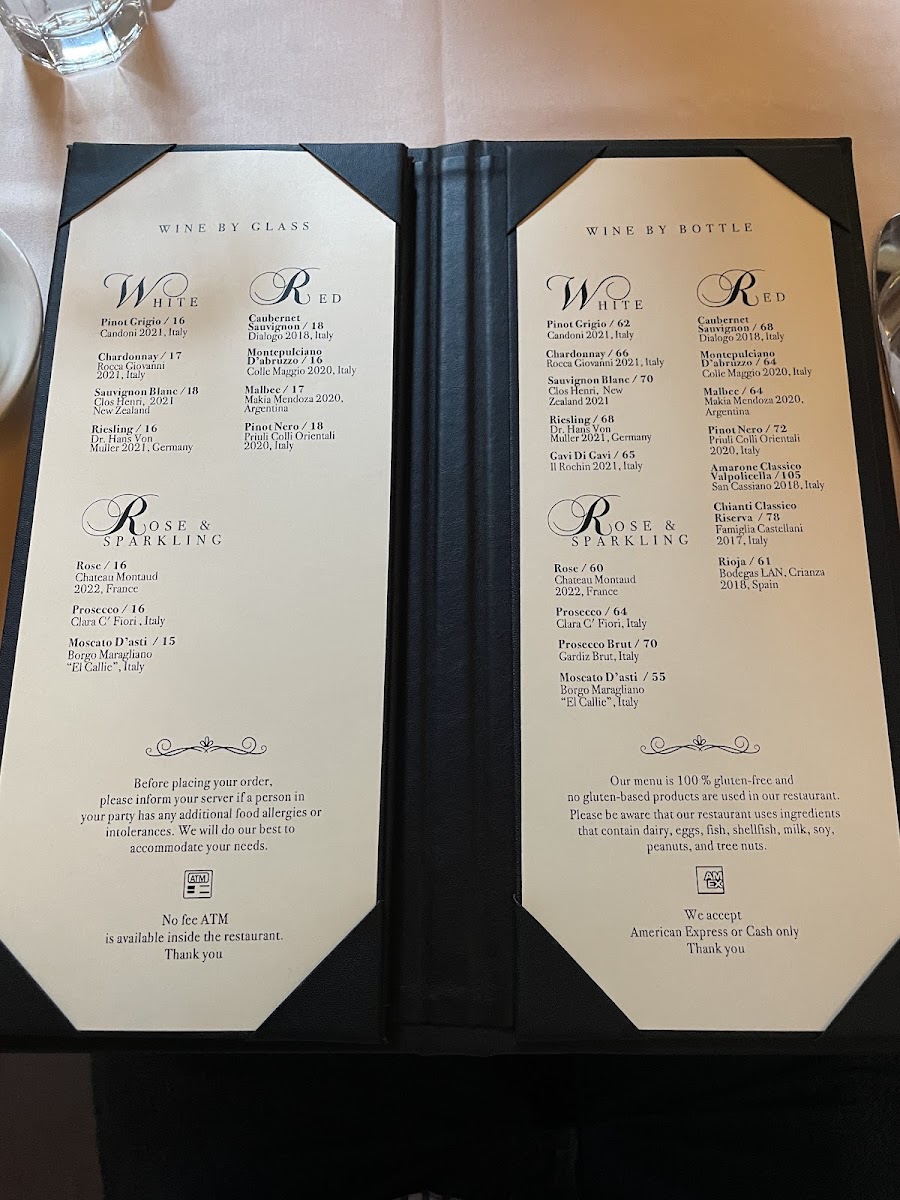 WINE BY GLASS
WHITE
Pinot Grigio / 16
Candoni 2021, Italy
Chardonnay / 17
Rocca Giovanni
2021, Italy
Sauvignon Blanc / 18
Clos Henri, 2021
New Zealand
Riesling / 16
Dr. Hans Von
Muller 2021, Germany
RED
Caubernet
Sauvignon / 18
Dialogo 2018, Italy
Montepulciano
D'abruzzo / 16
Colle Maggio 2020, Italy
Malbec / 17
Makia Mendoza 2020,
Argentina
Pinot Nero / 18
Priuli Colli Orientali
2020, Italy
ROSE &
SPARKLING
Rose / 16
Chateau Montaud
2022, France
Prosecco / 16
Clara C' Fiori , Italy
Moscato D'asti / 15
Borgo Maragliano
"El Callie", Italy
Before placing your order,
please inform your server if a person in
your party has any additional food allergies or
intolerances. We will do our best to
accommodate your needs.
ATM
No fee ATM
is available inside the restaurant.
Thank you
WINE BY BOTTLE
WHITE
Pinot Grigio / 62
Candoni 2021, Italy
Chardonnay / 66
Rocca Giovanni 2021, Italy
Sauvignon Blanc / 70
Clos Henri, New
Zealand 2021
Riesling / 68
Dr. Hans Von
Muller 2021, Germany
Gavi Di Gavi / 65
Il Rochin 2021, Italy
ROSE &
SPARKLING
Rose / 60
Chateau Montaud
2022, France
Prosecco / 64
Clara C' Fiori, Italy
Prosecco Brut / 70
Gardiz Brut, Italy
Moscato D'asti / 55
Borgo Maragliano
"El Callie", Italy
RED
Caubernet
Sauvignon / 68
Dialogo 2018, Italy
Montepulciano
D'abruzzo / 64
Colle Maggio 2020, Italy
Malbec / 64
Makia Mendoza 2020,
Argentina
Pinot Nero / 72
Priuli Colli Orientali
2020, Italy
Amarone Classico
Valpolicella / 105
San Cassiano 2018, Italy
Chianti Classico
Riserva / 78
Famiglia Castellani
2017, Italy
Rioja / 61
Bodegas LAN, Crianza
2018, Spain
Our menu is 100 % gluten-free and
no gluten-based products are used in our restaurant.
Please be aware that our restaurant uses ingredients
that contain dairy, eggs, fish, shellfish, milk, soy,
peanuts, and tree nuts.
AM
EX
We accept
American Express or Cash only
Thank you